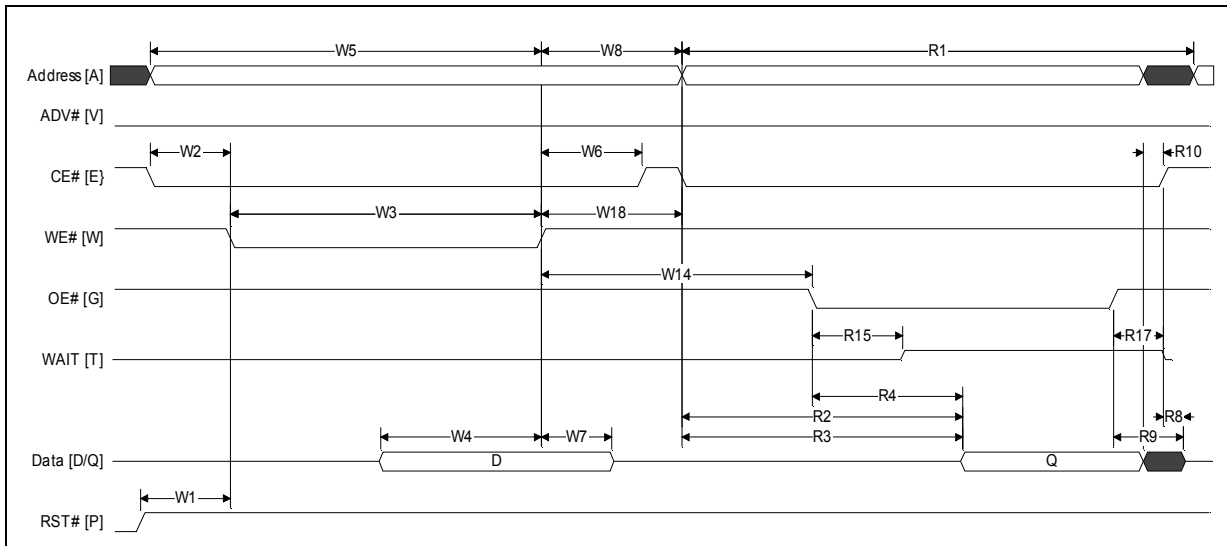 W5 W8 R1
Address [A]
ADV# [V]
W2 W6 R10
CE# [E}
W3 W18
WE# [W]
W14
OE# [G]
R15 R17
WAIT [T]
R4
R2 R8
W4 W7 R3 R9
Data [D/Q] D Q
W1
RST# [P]